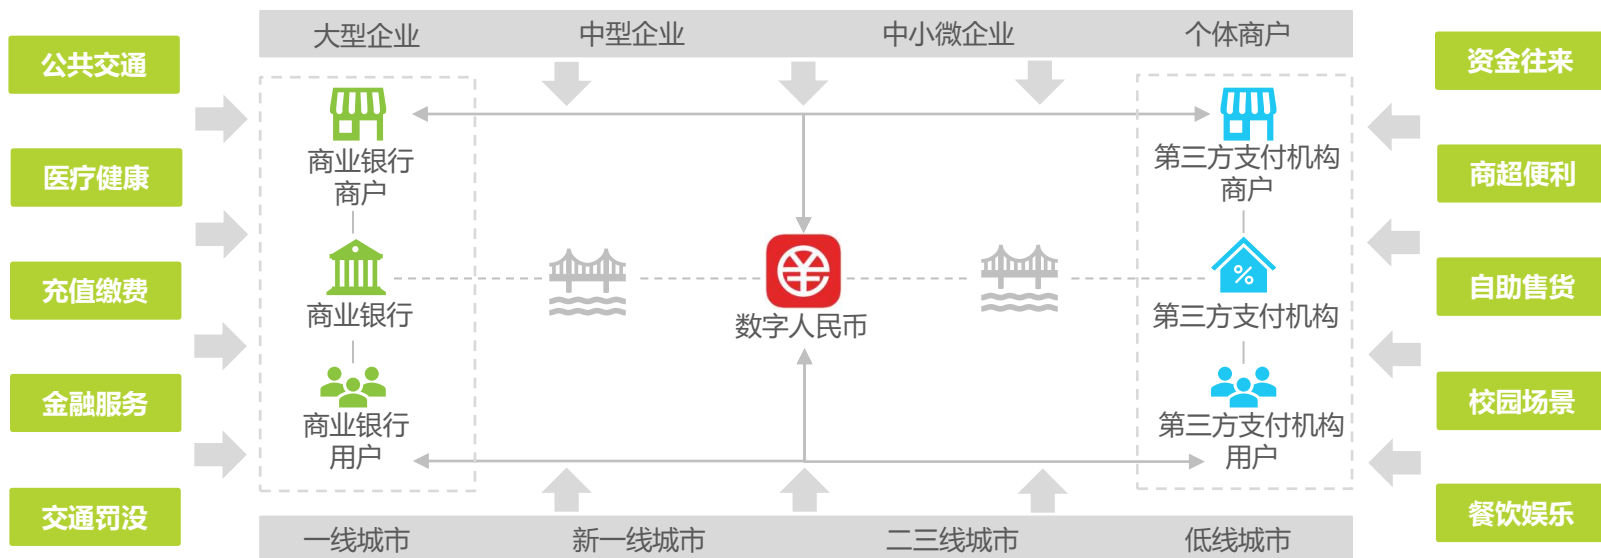 大型企业
中型企业
中小微企业
个体商户
公共交通
医疗健康
充值缴费
金融服务
交通罚没
商业银行
商户
商业银行
商业银行
用户
数字人民币
第三方支付机构
商户
%
第三方支付机构
第三方支付机构
用户
资金往来
商超便利
自助售货
校园场景
餐饮娱乐
一线城市
新一线城市
二三线城市
低线城市